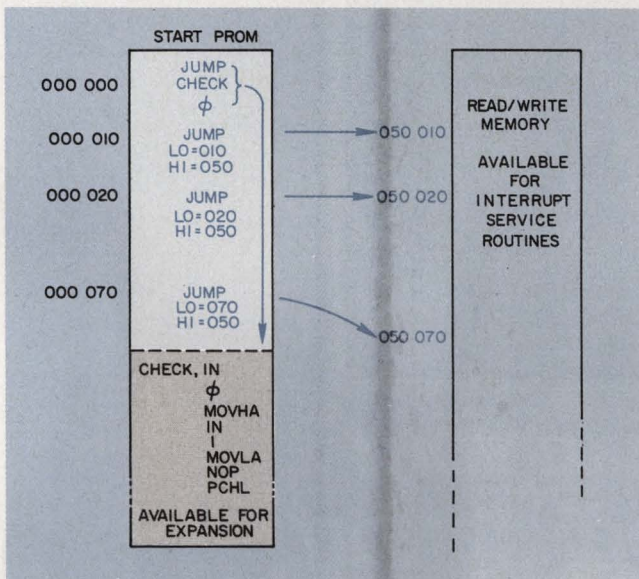 START PROM
000 000
JUMP
CHECK
ϕ
000 010
JUMP
LO=010
HI=050
050 010
000 020
JUMP
LO=020
HI=050
050 020
000 070
JUMP
LO=070
HI=050
050 070
CHECK, IN
ϕ
MOVHA
IN
1
MOVLA
NOP
PCHL
AVAILABLE FOR
EXPANSION
READ/WRITE
MEMORY
AVAILABLE
FOR
INTERRUPT
SERVICE
ROUTINES